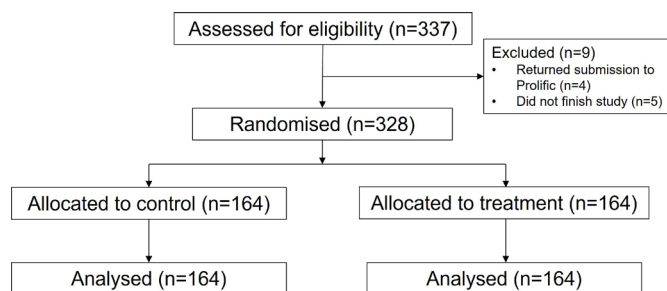 Assessed for eligibility (n=337)
Excluded (n=9)
• Returned submission to
Prolific (n=4)
• Did not finish study (n=5)
Randomised (n=328)
Allocated to control (n=164)
Allocated to treatment (n=164)
Analysed (n=164)
Analysed (n=164)